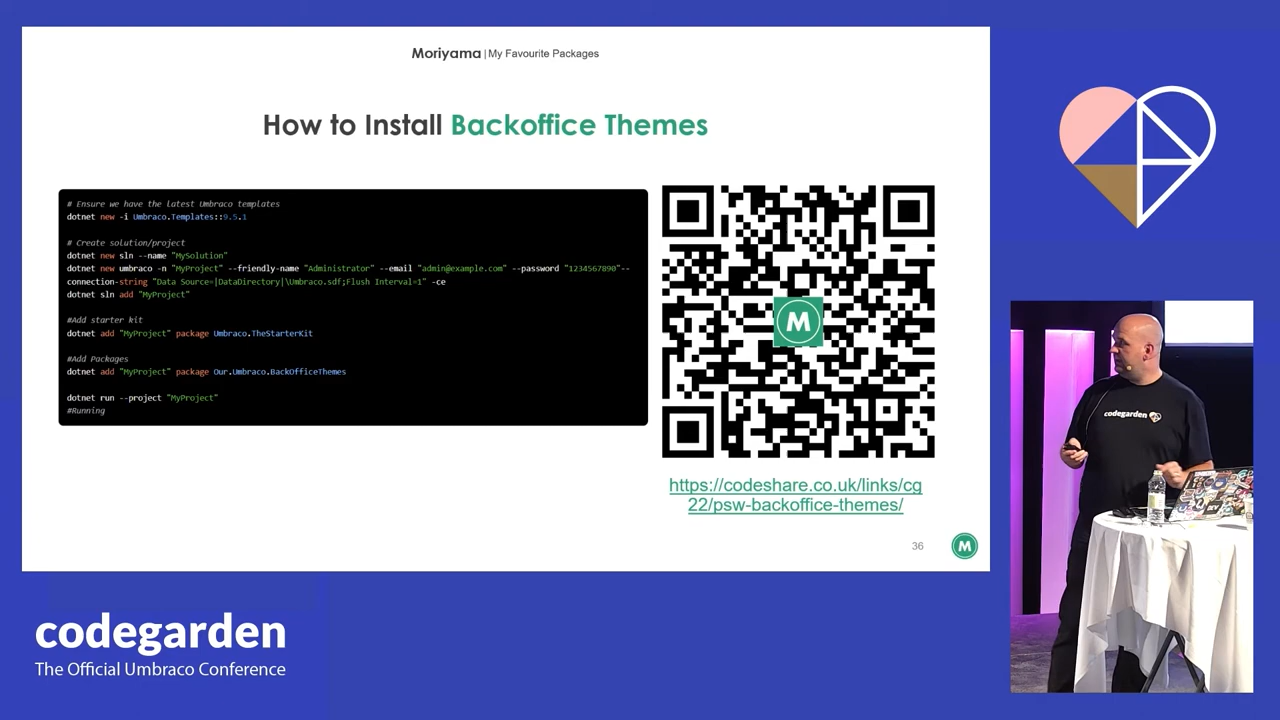 Moriyama | My Favourite Packages
How to Install Backoffice Themes
# Ensure we have the latest Umbraco templates
dotnet new -i Umbraco.Templates::9.5.1
# Create solution/project
dotnet new sln --name "MySolution"
dotnet new umbraco -n "MyProject" --friendly-name "Administrator" --email "admin@example.com" --password "1234567890"--
connection-string "Data Source=|DataDirectory|\Umbraco.sdf;Flush Interval=1" -ce
dotnet sln add "MyProject"
#Add starter kit
dotnet add "MyProject" package Umbraco.TheStarterKit
#Add Packages
dotnet add "MyProject" package Our.Umbraco.BackOfficeThemes
dotnet run --project "MyProject"
#Running
M
https://codeshare.co.uk/links/cg
22/psw-backoffice-themes/
36
M
codegarden
codegarden
The Official Umbraco Conference